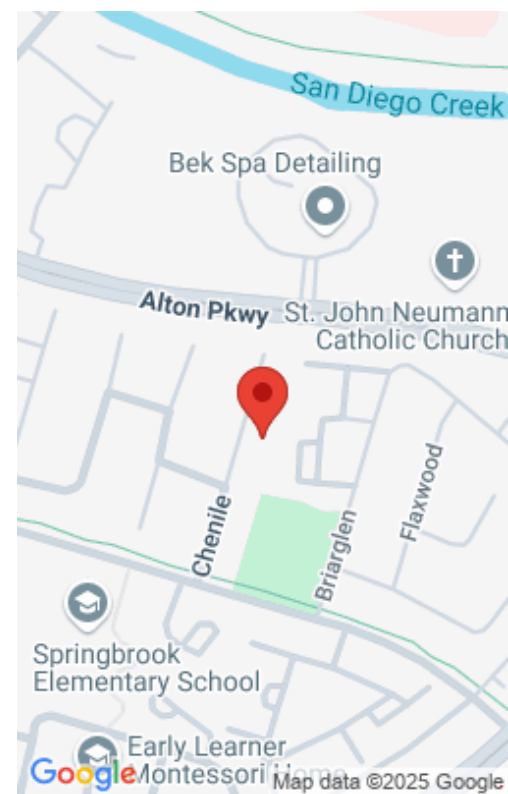 San Diego Creek
Bek Spa Detailing
Alton Pkwy
St. John Neumann
Catholic Church
Chenile
Briarglen
Flaxwood
Springbrook
Elementary School
Early Learner
Montessori Home
Google
Map data ©2025 Google